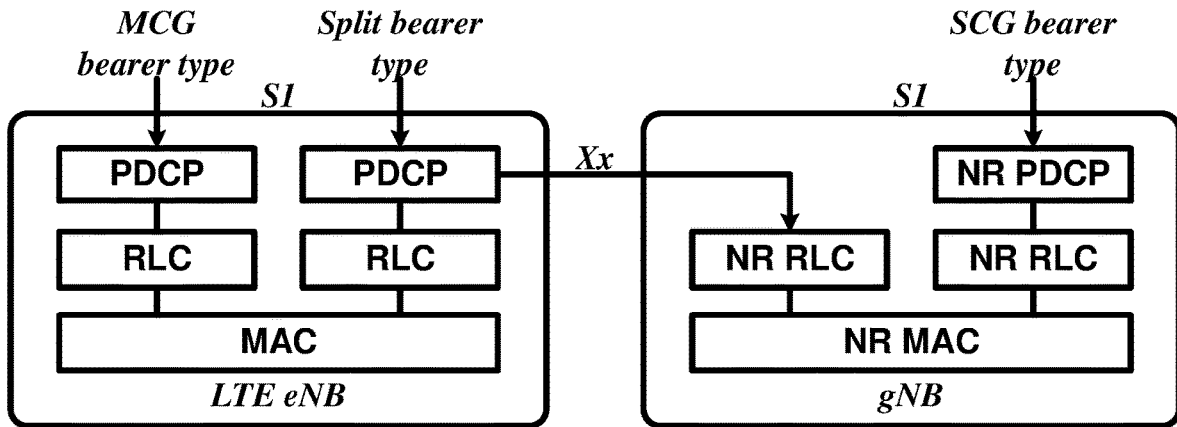 MCG
bearer type
Split bearer
type
SCG bearer
type
S1
S1
Xx
PDCP
PDCP
NR PDCP
RLC
RLC
NR RLC
NR RLC
MAC
NR MAC
LTE eNB
gNB